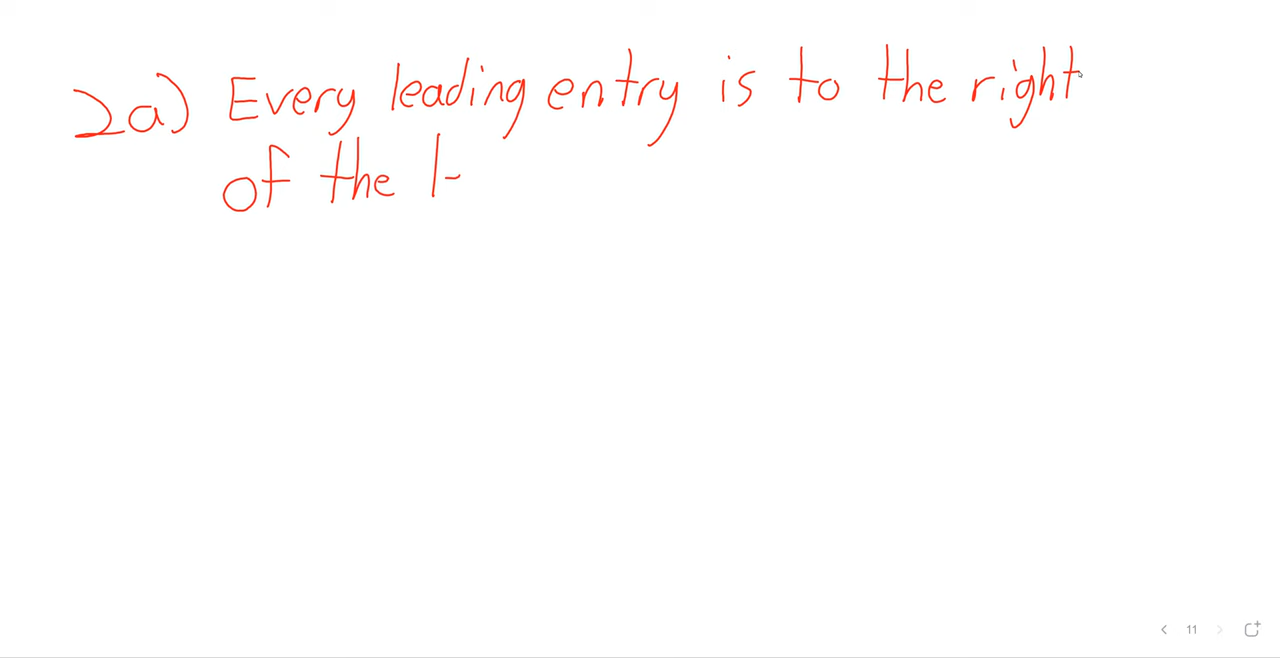 2a) Every leading entry is to the right
of the
11